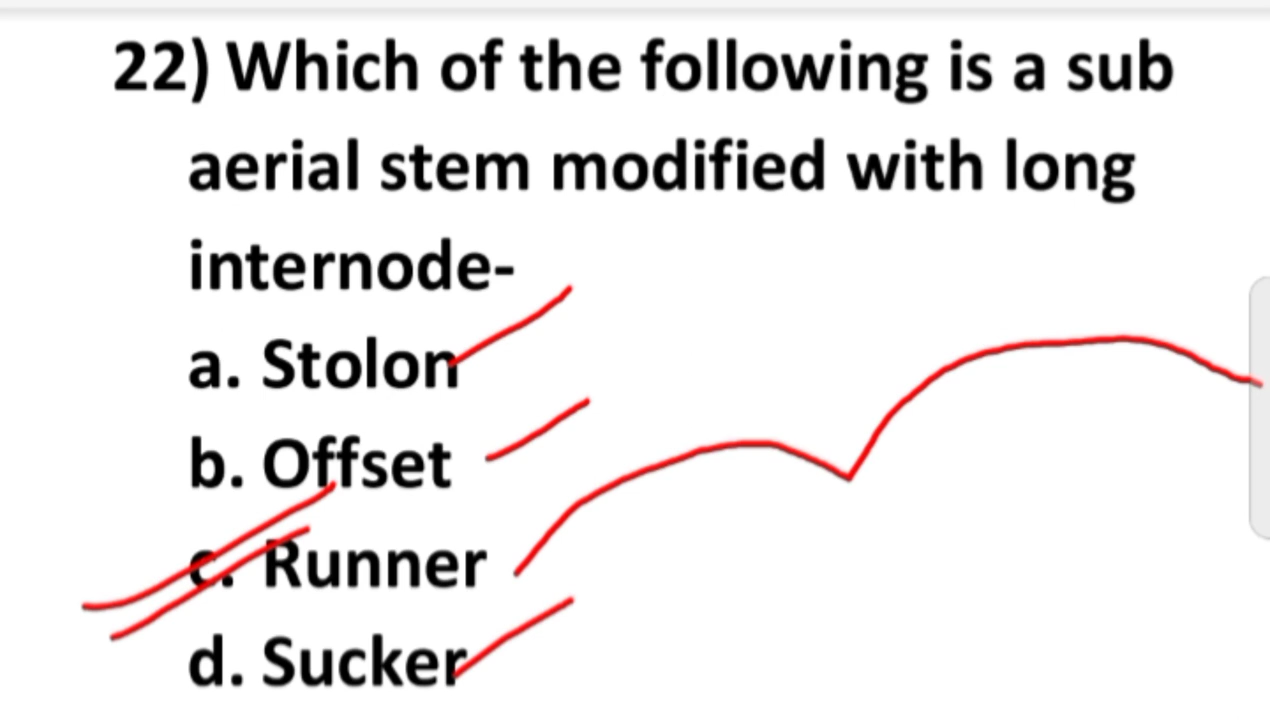 22) Which of the following is a sub
aerial stem modified with long
internode-
a. Stolon
b. Offset
c. Runner
d. Sucker